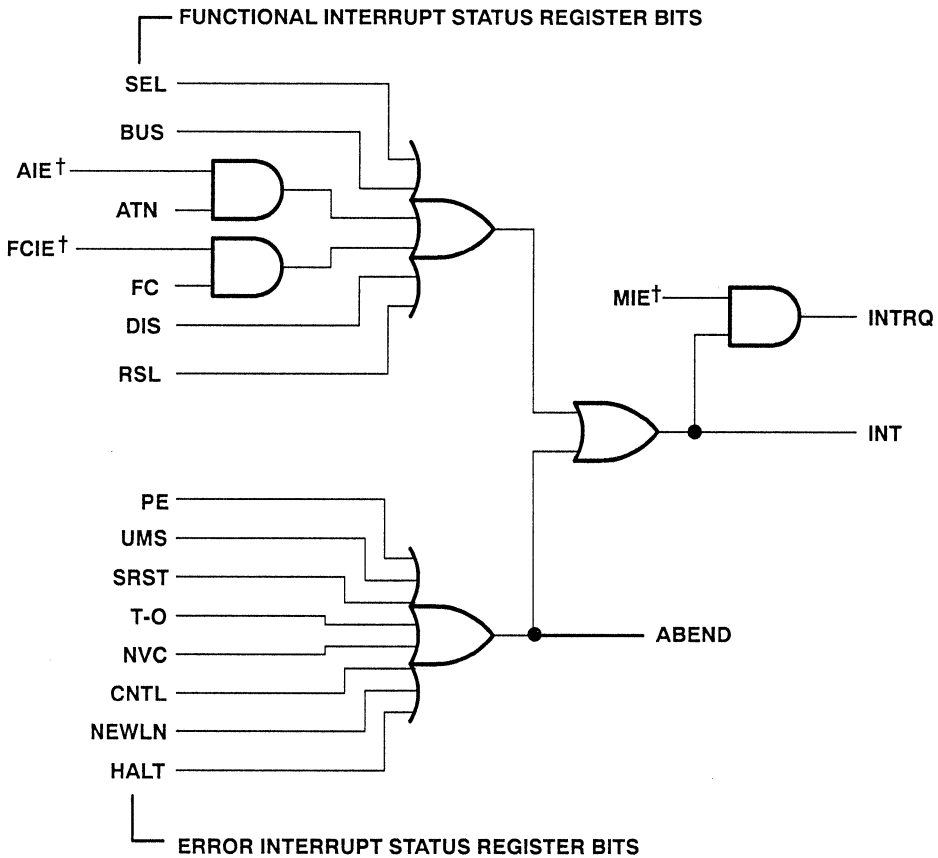 FUNCTIONAL INTERRUPT STATUS REGISTER BITS
SEL
BUS
AIE†
ATN
FCIE†
FC
DIS
RSL
MIE†
INTRQ
INT
PE
UMS
SRST
T-O
NVC
CNTL
NEWLN
HALT
ABEND
ERROR INTERRUPT STATUS REGISTER BITS